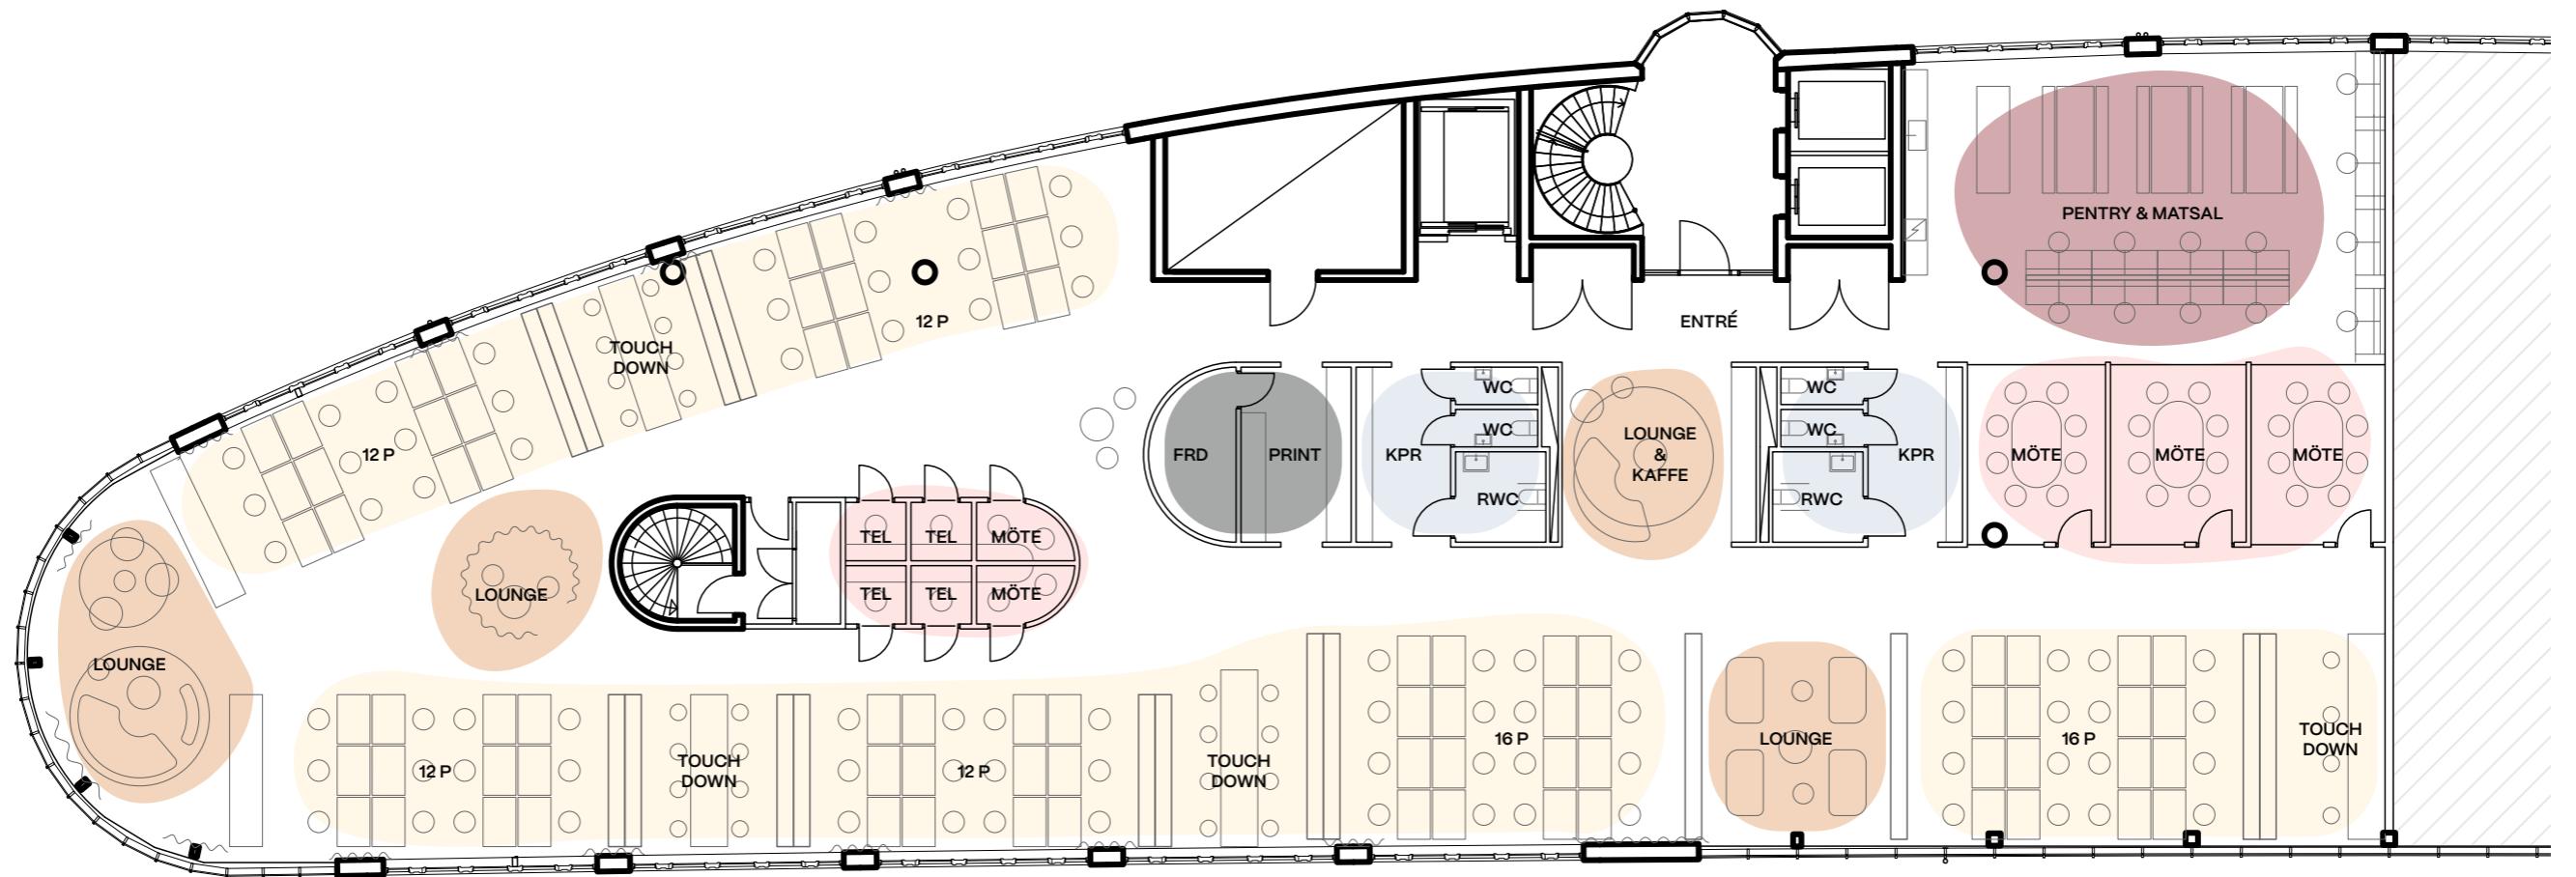 PENTRY & MATSAL
12 P
ENTRÉ
TOUCH
DOWN
WC
WC
WC
WC
LOUNGE
&
KAFFE
12 P
FRD
PRINT
KPR
KPR
MÖTE
MÖTE
MÖTE
RWC
RWC
TEL
TEL
MÖTE
LOUNGE
TEL
TEL
MÖTE
LOUNGE
16 P
LOUNGE
16 P
TOUCH
DOWN
12 P
TOUCH
DOWN
12 P
TOUCH
DOWN